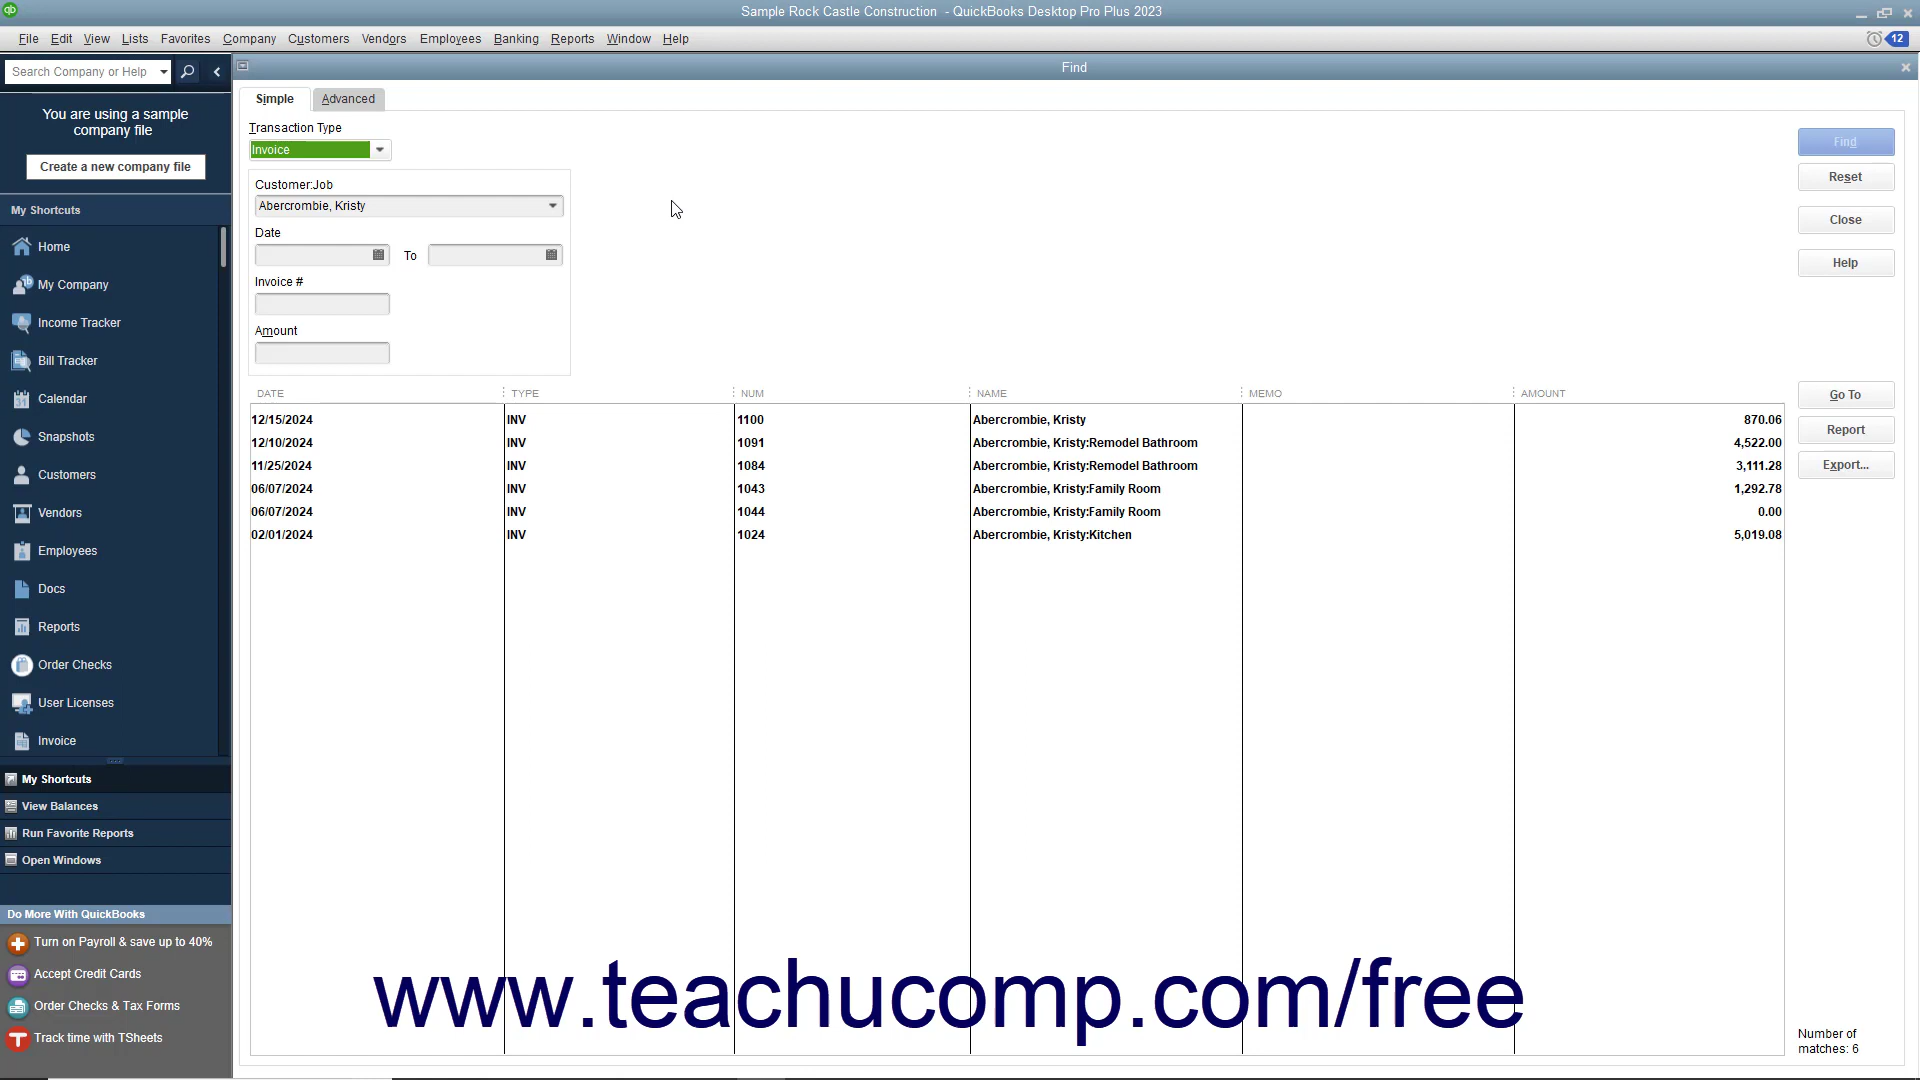 Sample Rock Castle Construction - QuickBooks Desktop Pro Plus 2023
File Edit View Lists Favorites Company Customers Vendors Employees Banking Reports Window Help
12
Search Company or Help
Find
You are using a sample
company file
Create a new company file
My Shortcuts
Home
My Company
Income Tracker
Bill Tracker
Calendar
Snapshots
Customers
Vendors
Employees
Docs
Reports
Order Checks
User Licenses
Invoice
My Shortcuts
View Balances
Run Favorite Reports
Open Windows
Do More With QuickBooks
Turn on Payroll & save up to 40%
Accept Credit Cards
Order Checks & Tax Forms
Track time with TSheets
Simple Advanced
Transaction Type
Invoice
Customer:Job
Abercrombie, Kristy
Date
To
Invoice #
Amount
Find
Reset
Close
Help
DATE TYPE NUM NAME MEMO AMOUNT
12/15/2024 INV 1100 Abercrombie, Kristy 870.06
12/10/2024 INV 1091 Abercrombie, Kristy:Remodel Bathroom 4,522.00
11/25/2024 INV 1084 Abercrombie, Kristy:Remodel Bathroom 3,111.28
06/07/2024 INV 1043 Abercrombie, Kristy:Family Room 1,292.78
06/07/2024 INV 1044 Abercrombie, Kristy:Family Room 0.00
02/01/2024 INV 1024 Abercrombie, Kristy:Kitchen 5,019.08
Go To
Report
Export...
www.teachucomp.com/free
Number of
matches: 6